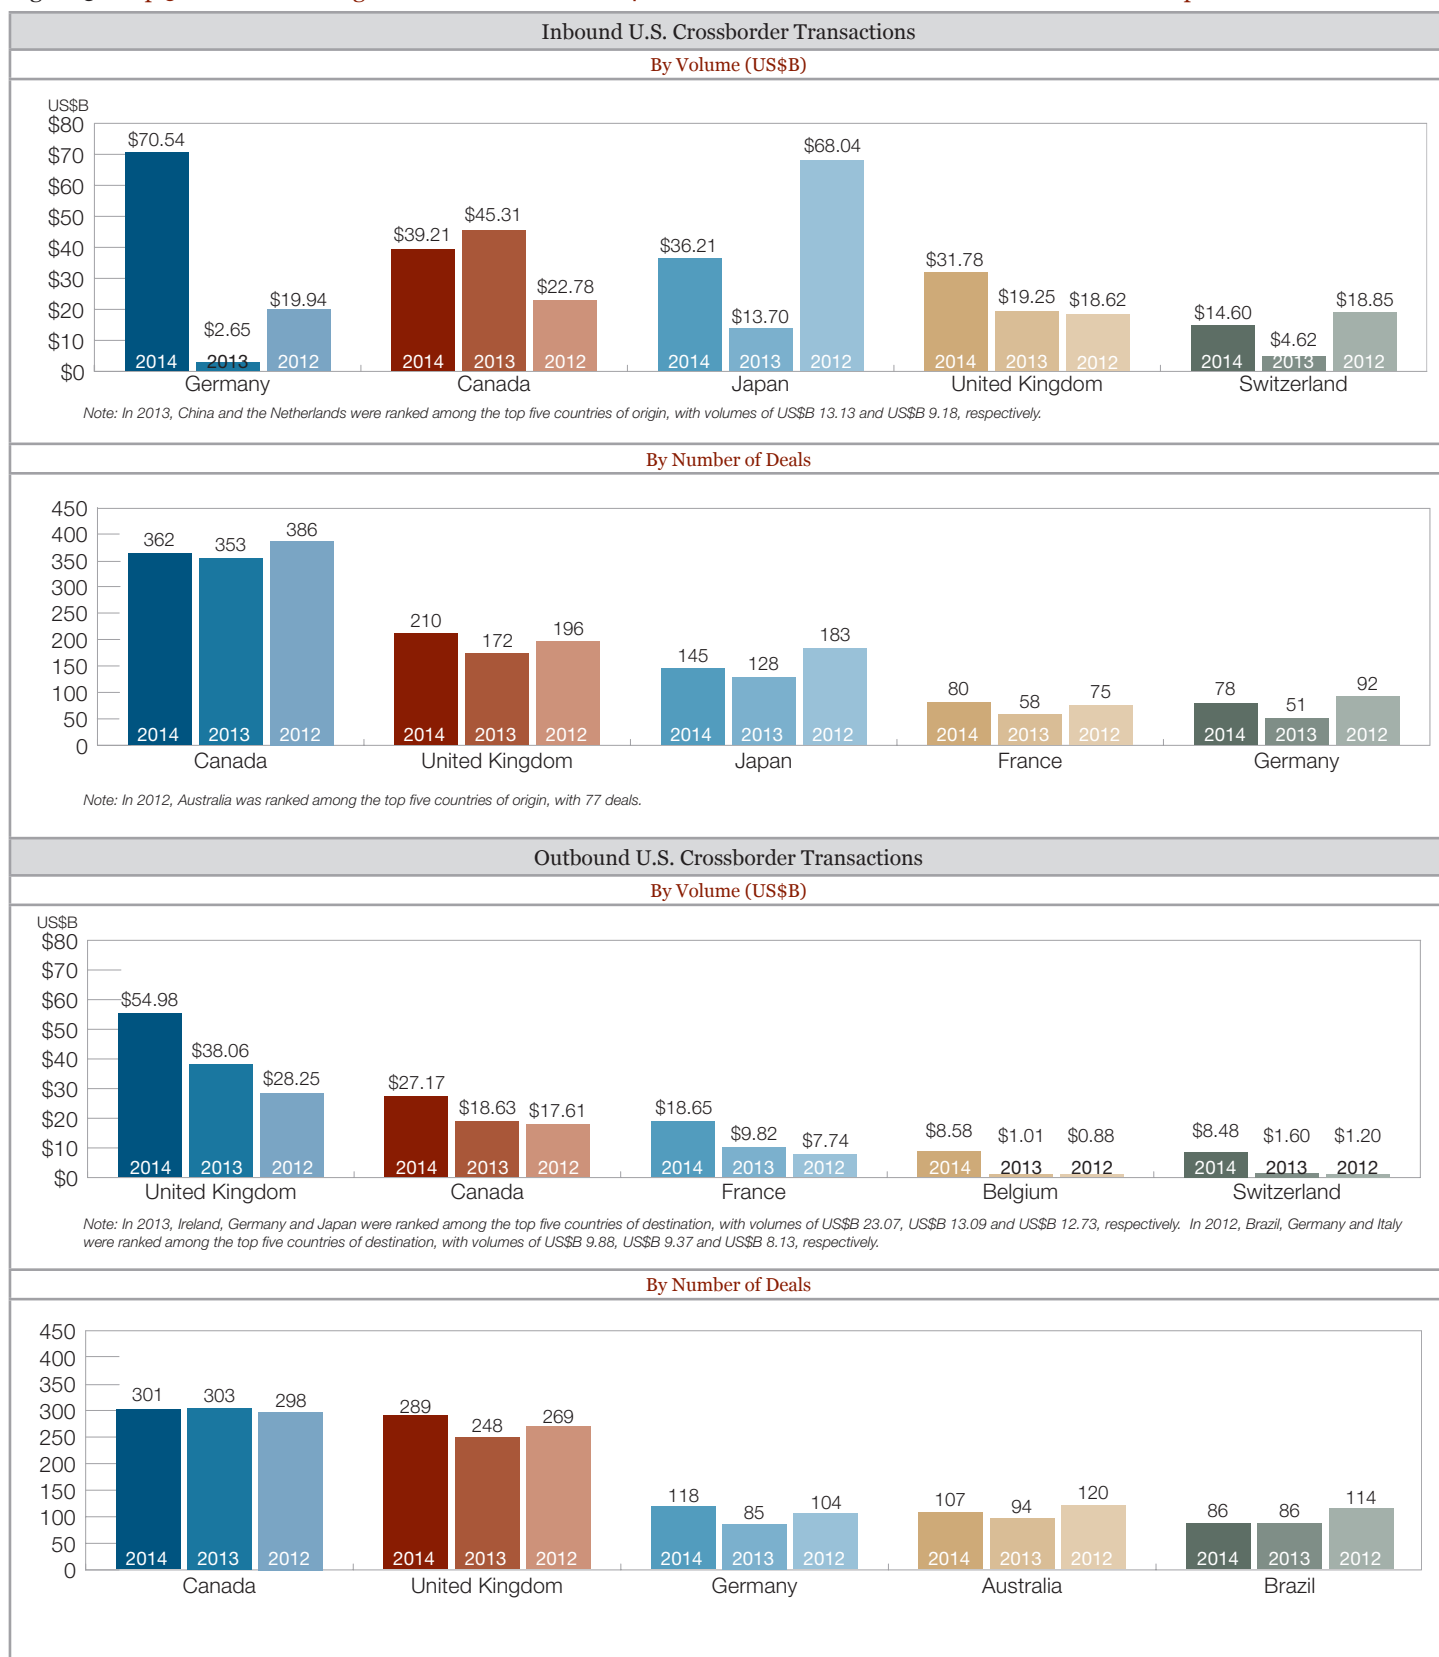 Inbound U.S. Crossborder Transactions
By Volume (US$B)
US$B
$80
$70
$60
$50
$40
$30
$20
$10
$0
$70.54
$2.65
$19.94
$39.21
$45.31
$22.78
$36.21
$13.70
$68.04
$31.78
$19.25
$18.62
$14.60
$4.62
$18.85
2014 2013 2012 2014 2013 2012 2014 2013 2012 2014 2013 2012 2014 2013 2012
Germany Canada Japan United Kingdom Switzerland
Note: In 2013, China and the Netherlands were ranked among the top five countries of origin, with volumes of US$B 13.13 and US$B 9.18, respectively.
By Number of Deals
450
400
350
300
250
200
150
100
50
0
362 353 386
210 172 196
145 128 183
80 58 75
78 51 92
2014 2013 2012 2014 2013 2012 2014 2013 2012 2014 2013 2012 2014 2013 2012
Canada United Kingdom Japan France Germany
Note: In 2012, Australia was ranked among the top five countries of origin, with 77 deals.
Outbound U.S. Crossborder Transactions
By Volume (US$B)
US$B
$80
$70
$60
$50
$40
$30
$20
$10
$0
$54.98
$38.06
$28.25
$27.17
$18.63
$17.61
$18.65
$9.82
$7.74
$8.58
$1.01
$0.88
$8.48
$1.60
$1.20
2014 2013 2012 2014 2013 2012 2014 2013 2012 2014 2013 2012 2014 2013 2012
United Kingdom Canada France Belgium Switzerland
Note: In 2013, Ireland, Germany and Japan were ranked among the top five countries of destination, with volumes of US$B 23.07, US$B 13.09 and US$B 12.73, respectively. In 2012, Brazil, Germany and Italy
were ranked among the top five countries of destination, with volumes of US$B 9.88, US$B 9.37 and US$B 8.13, respectively.
By Number of Deals
450
400
350
300
250
200
150
100
50
0
301 303 298
289 248 269
118 85 104
107 94 120
86 86 114
2014 2013 2012 2014 2013 2012 2014 2013 2012 2014 2013 2012 2014 2013 2012
Canada United Kingdom Germany Australia Brazil